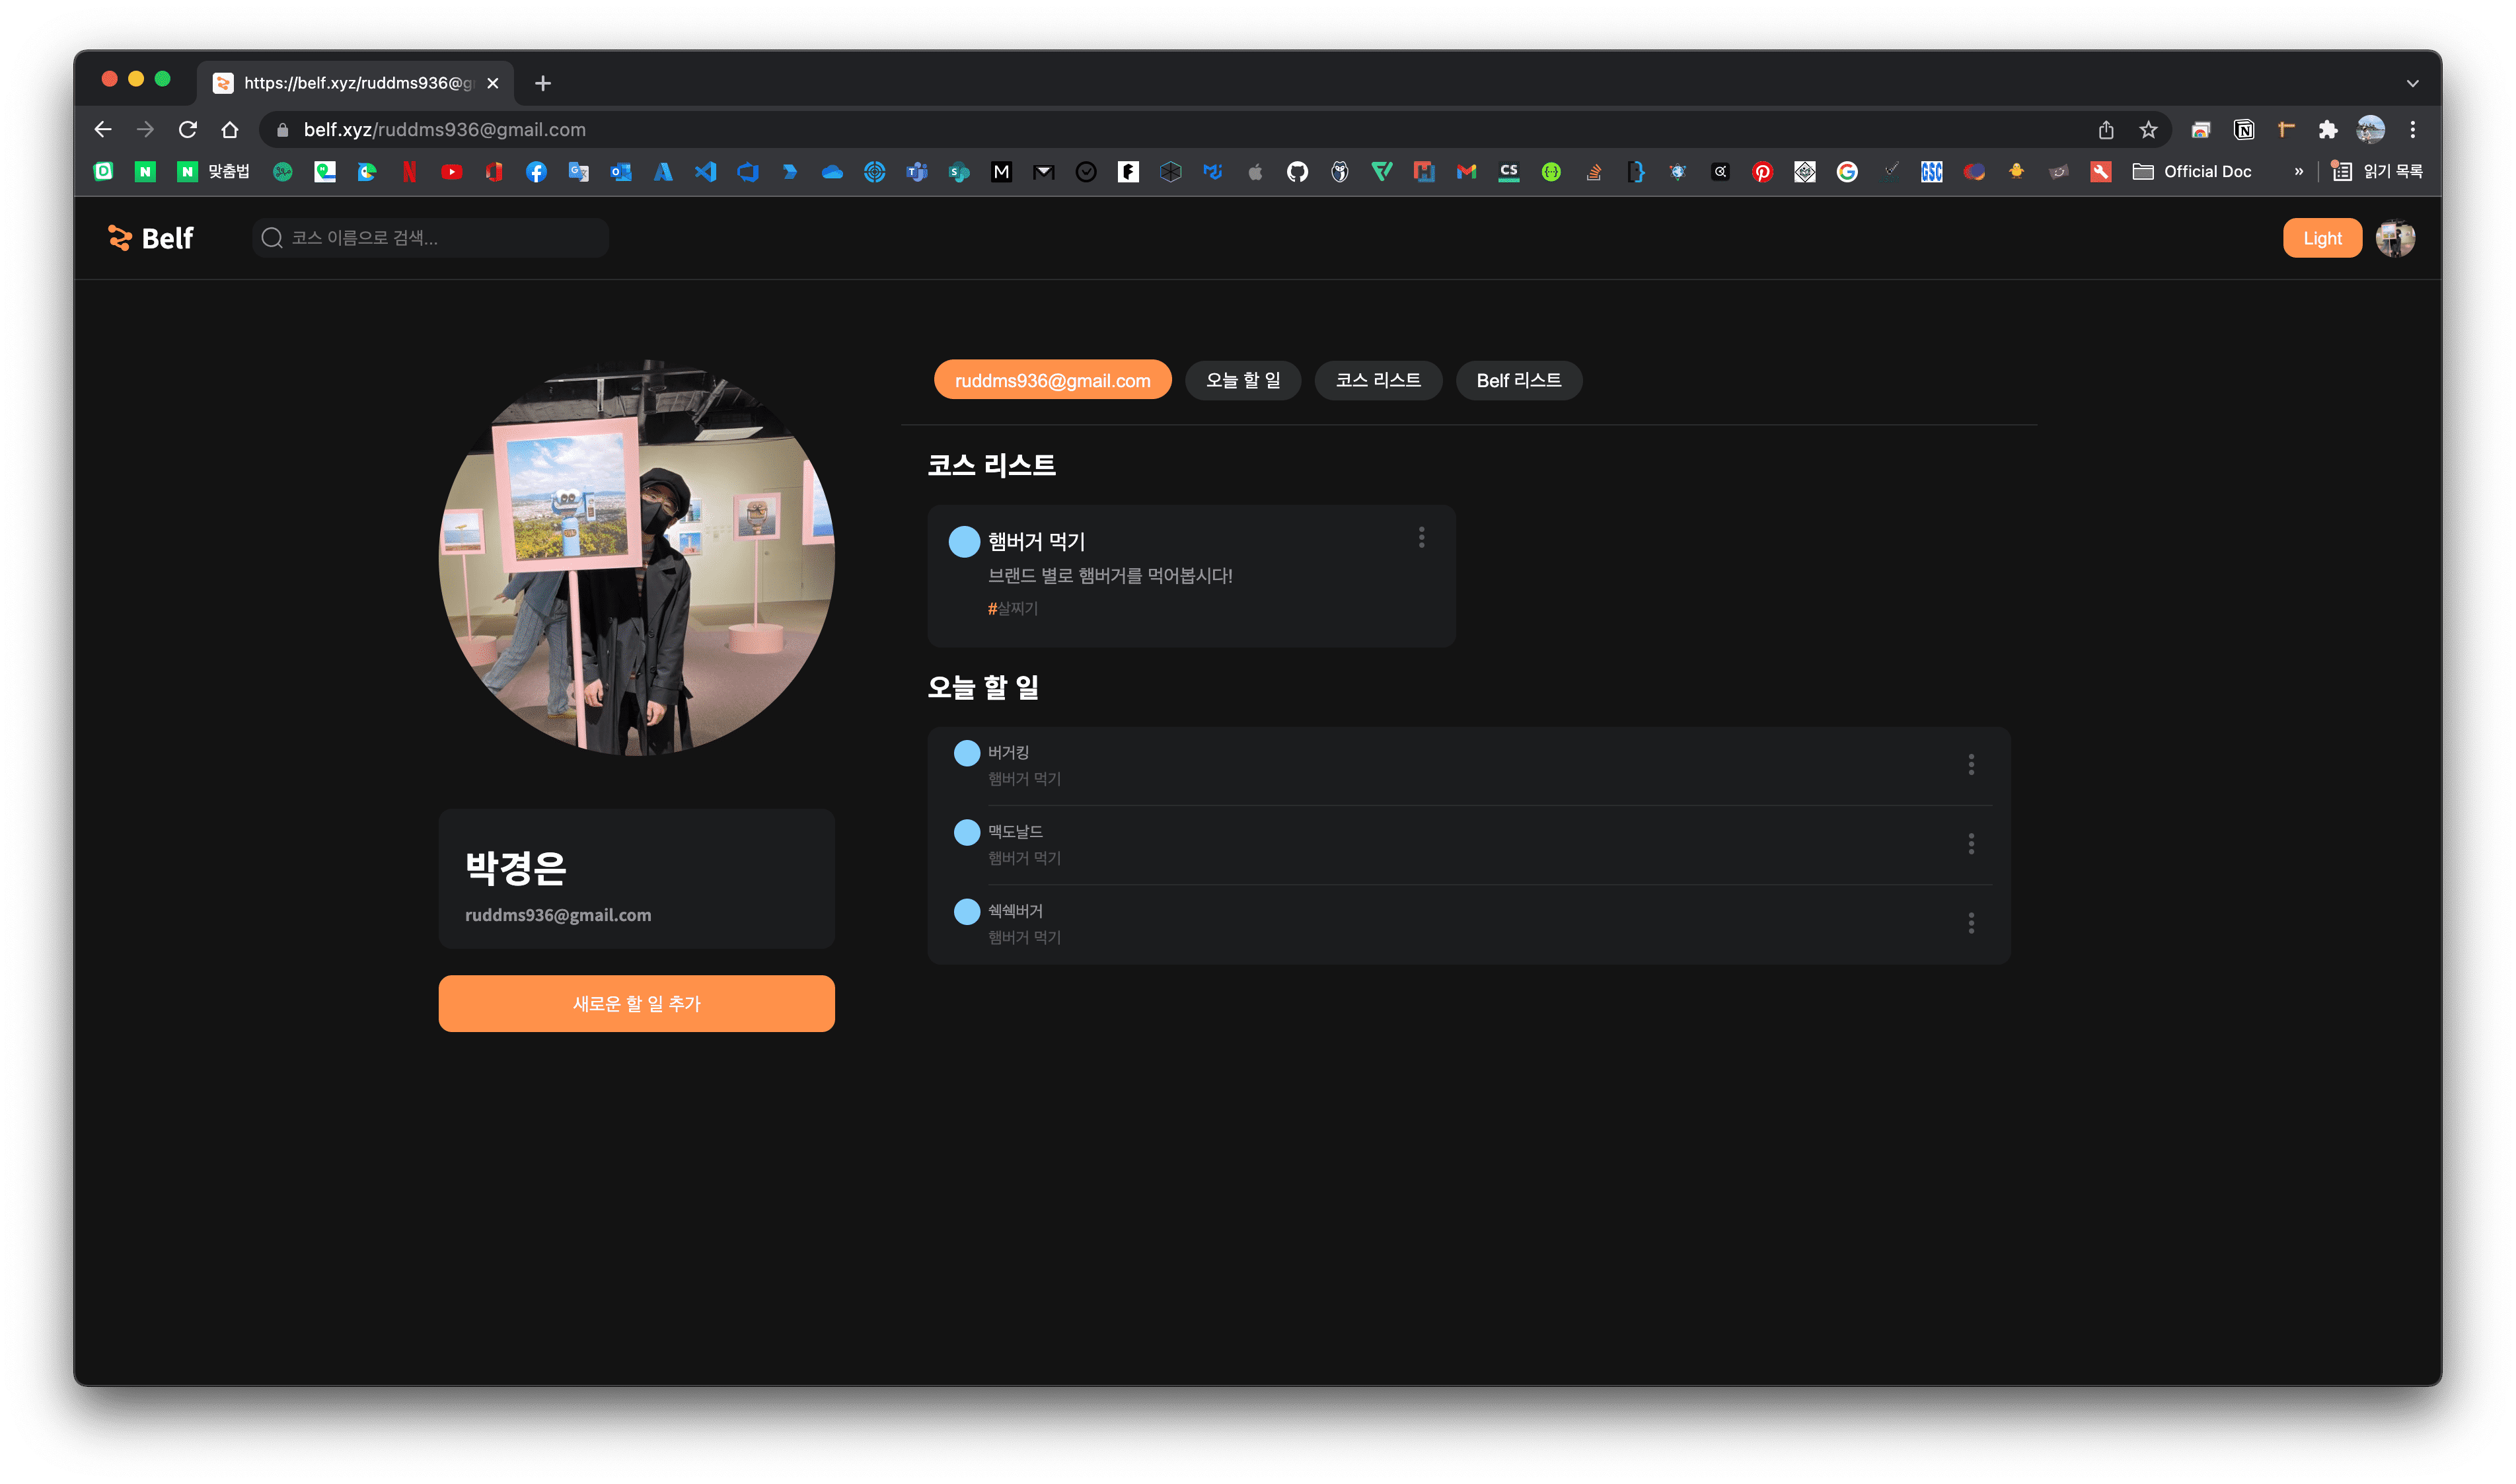 https://belf.xyz/ruddms936@g
belf.xyz/ruddms936@gmail.com
맞춤법
Official Doc
»
읽기 목록
Belf
코스 이름으로 검색...
Light
ruddms936@gmail.com
오늘 할 일
코스 리스트
Belf 리스트
코스 리스트
햄버거 먹기
브랜드 별로 햄버거를 먹어봅시다!
#살찌기
오늘 할 일
버거킹
햄버거 먹기
맥도날드
햄버거 먹기
쉑쉑버거
햄버거 먹기
박경은
ruddms936@gmail.com
새로운 할 일 추가